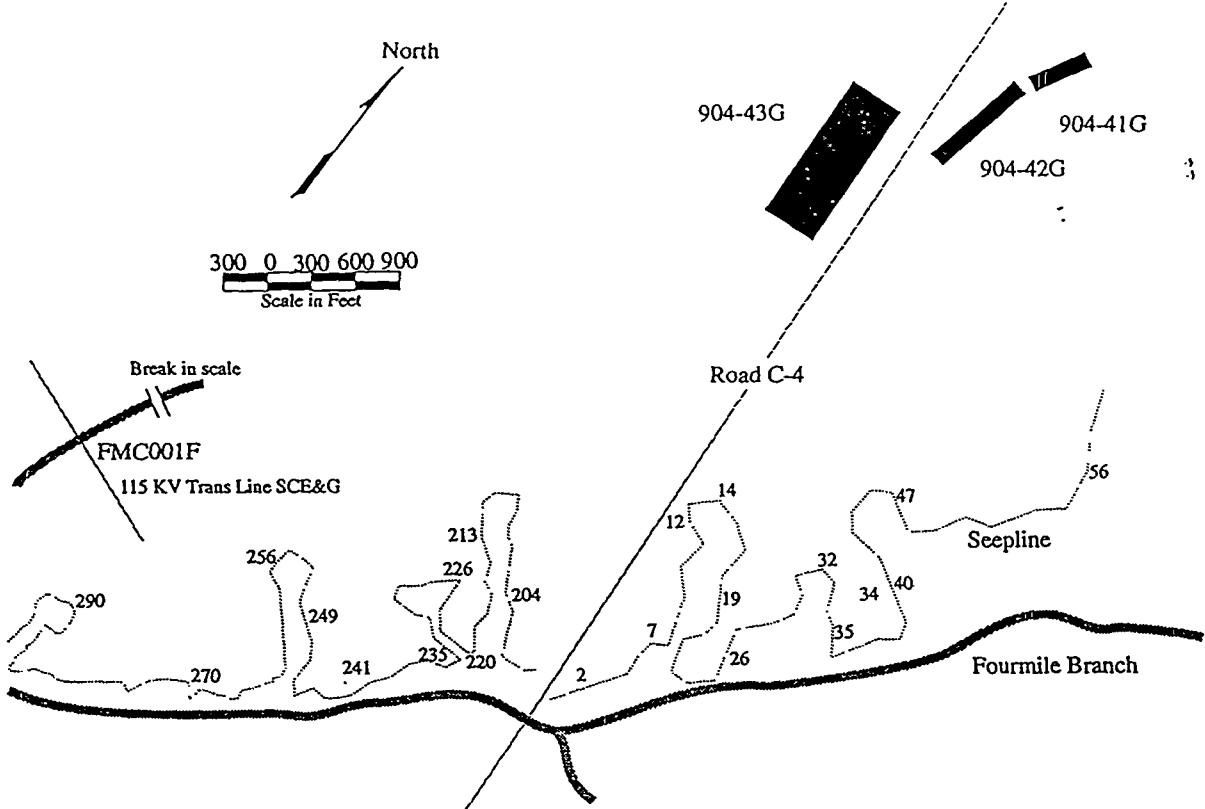 North
904-43G
904-41G
904-42G
300 0 300 600 900
Scale in Feet
Break in scale
Road C-4
FMC001F
115 KV Trans Line SCE&G
56
14
47
12
213
Seepline
256
32
226
40
290
204
19
34
249
7
35
235
220
26
241
2
270
Fourmile Branch